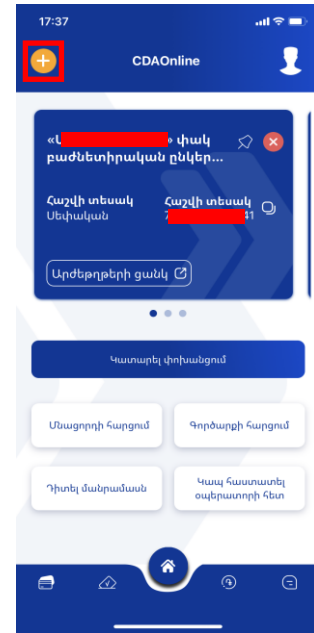 17:37
CDAOnline
«Ս » փակ
բաժնետիրական ընկեր...
Հաշվի տեսակ
Սեփական
Հաշվի տեսակ
7 41
Արժեթղթերի ցանկ
Կատարել փոխանցում
Մնացորդի հարցում
Գործարքի հարցում
Դիտել մանրամասն
Կապ հաստատել
օպերատորի հետ